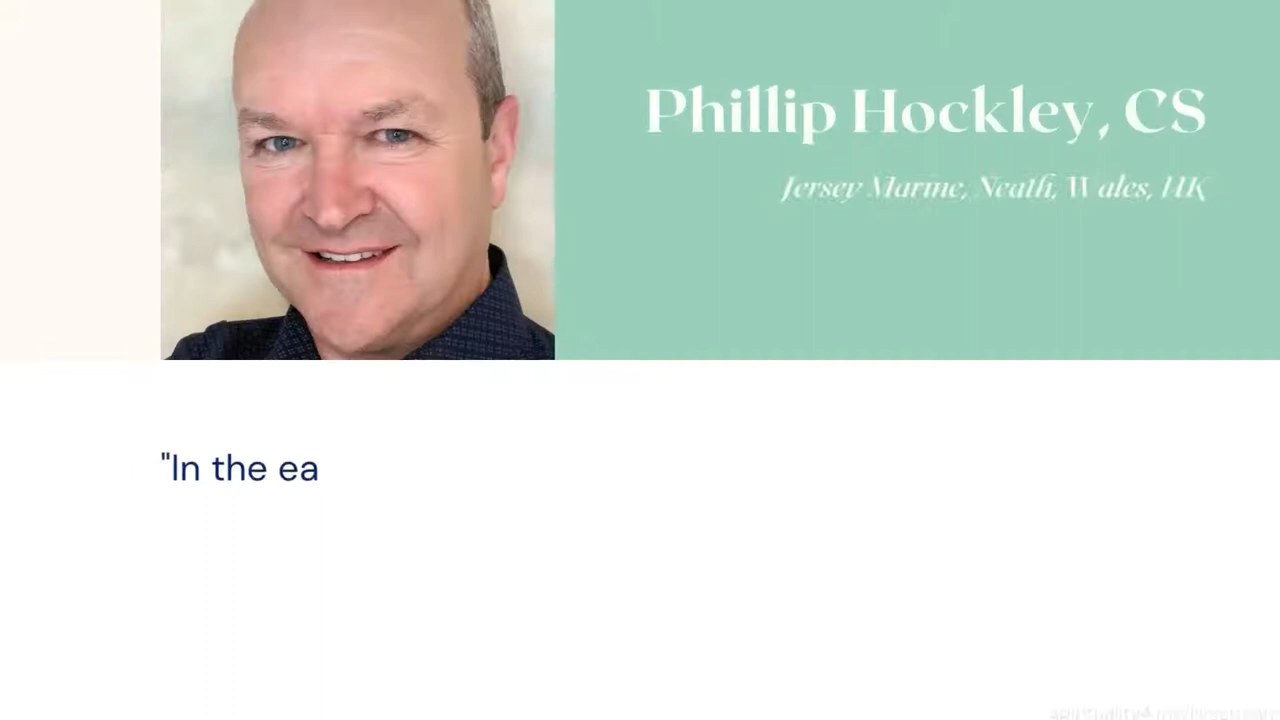 Phillip Hockley, CS
Jersey Marine, Neath, Wales, UK
"In the ea